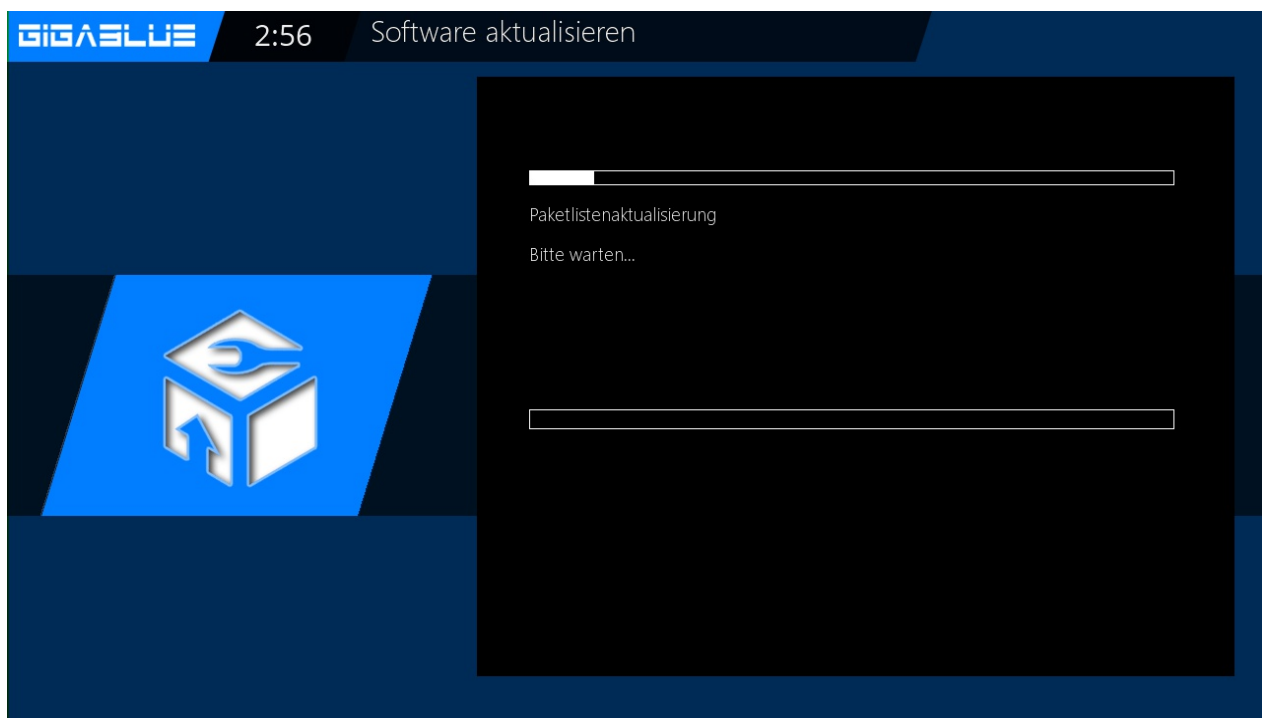 GIGABLUE
2:56
Software aktualisieren
Paketlistenaktualisierung
Bitte warten...